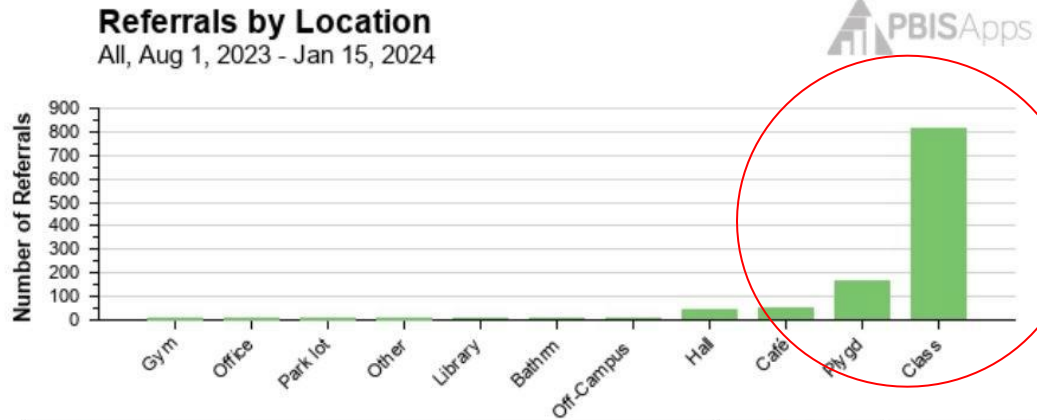 Referrals by Location
All, Aug 1, 2023 - Jan 15, 2024
PBISApps
Number of Referrals
900
800
700
600
500
400
300
200
100
0
Gym
Office
Park lot
Other
Library
Bathrm
Off-Campus
Hall
Café
Plygd
Class